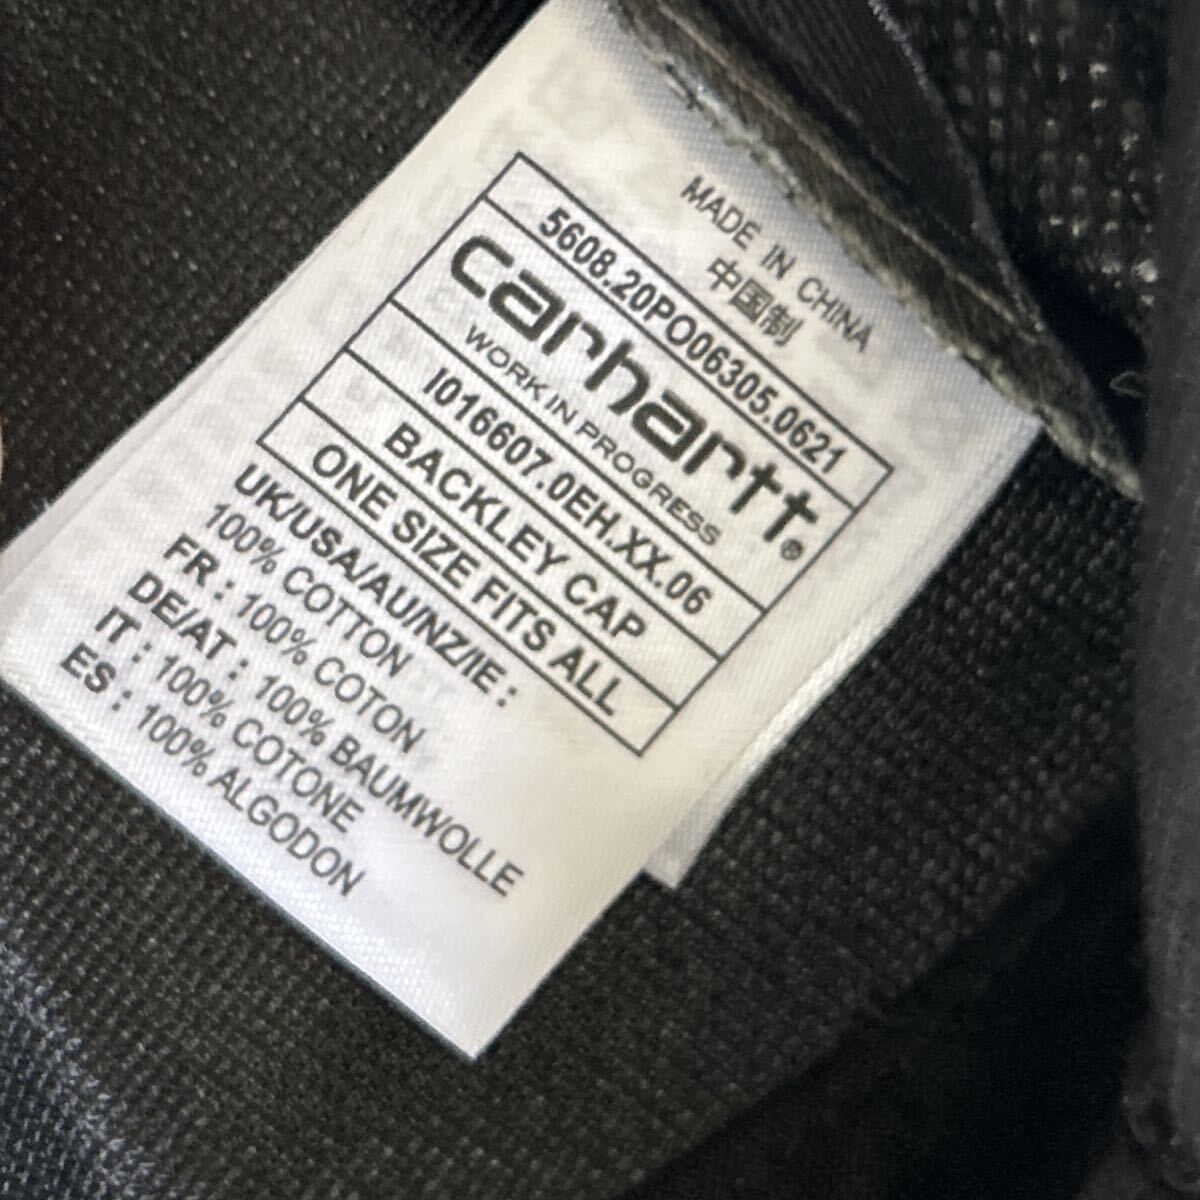 MADE IN CHINA
中国制
5608.20PO06305.0621
carhartt®
WORK IN PROGRESS
I016607.0EH.XX.06
BACKLEY CAP
ONE SIZE FITS ALL
UK/USA/AU/NZ/IE :
100% COTTON
FR : 100% COTON
DE/AT : 100% BAUMWOLLE
IT : 100% COTONE
ES : 100% ALGODON